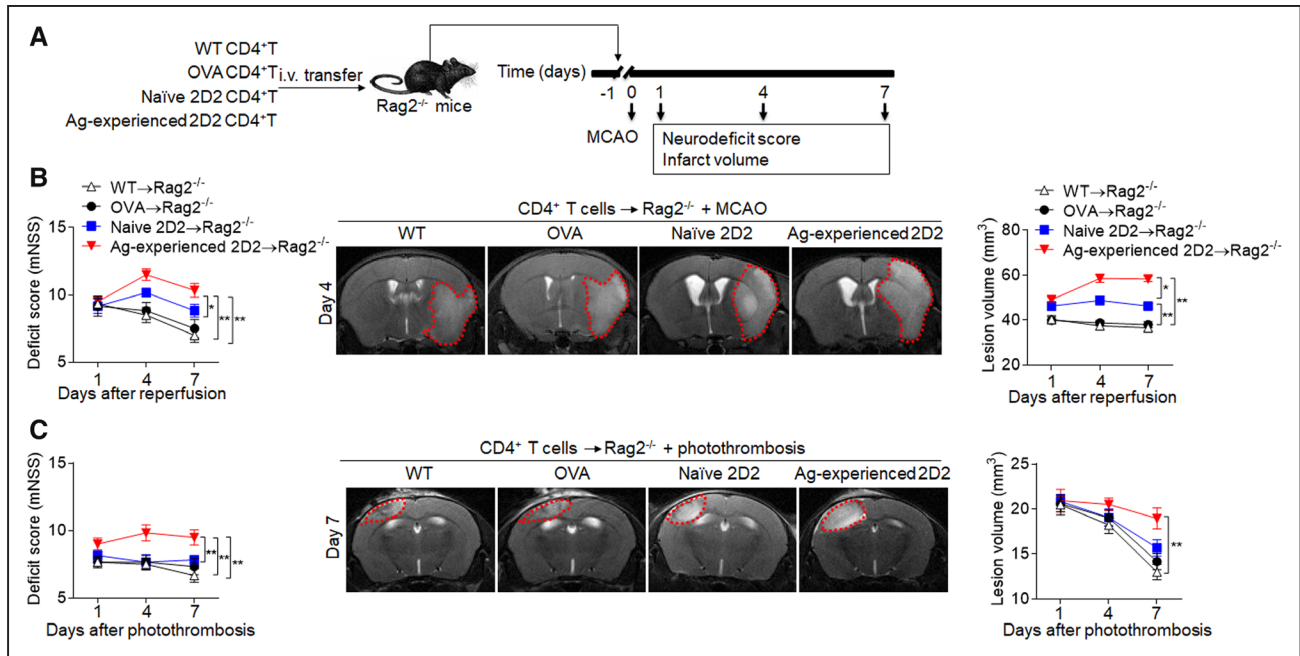 A
WT CD4⁺T
OVA CD4⁺T
Naïve 2D2 CD4⁺T
Ag-experienced 2D2 CD4⁺T
i.v. transfer
Rag2⁻/⁻ mice
Time (days)
-1 0 1 4 7
MCAO
Neurodeficit score
Infarct volume
B
WT→Rag2⁻/⁻
OVA→Rag2⁻/⁻
Naive 2D2→Rag2⁻/⁻
Ag-experienced 2D2→Rag2⁻/⁻
Deficit score (mNSS)
15
10
5
* ** **
1 4 7
Days after reperfusion
CD4⁺ T cells → Rag2⁻/⁻ + MCAO
WT OVA Naïve 2D2 Ag-experienced 2D2
Day 4
WT→Rag2⁻/⁻
OVA→Rag2⁻/⁻
Naive 2D2→Rag2⁻/⁻
Ag-experienced 2D2→Rag2⁻/⁻
Lesion volume (mm³)
80
60
40
20
* ** ** **
1 4 7
Days after reperfusion
C
Deficit score (mNSS)
15
10
5
** ** **
1 4 7
Days after photothrombosis
CD4⁺ T cells → Rag2⁻/⁻ + photothrombosis
WT OVA Naïve 2D2 Ag-experienced 2D2
Day 7
Lesion volume (mm³)
25
20
15
10
**
1 4 7
Days after photothrombosis